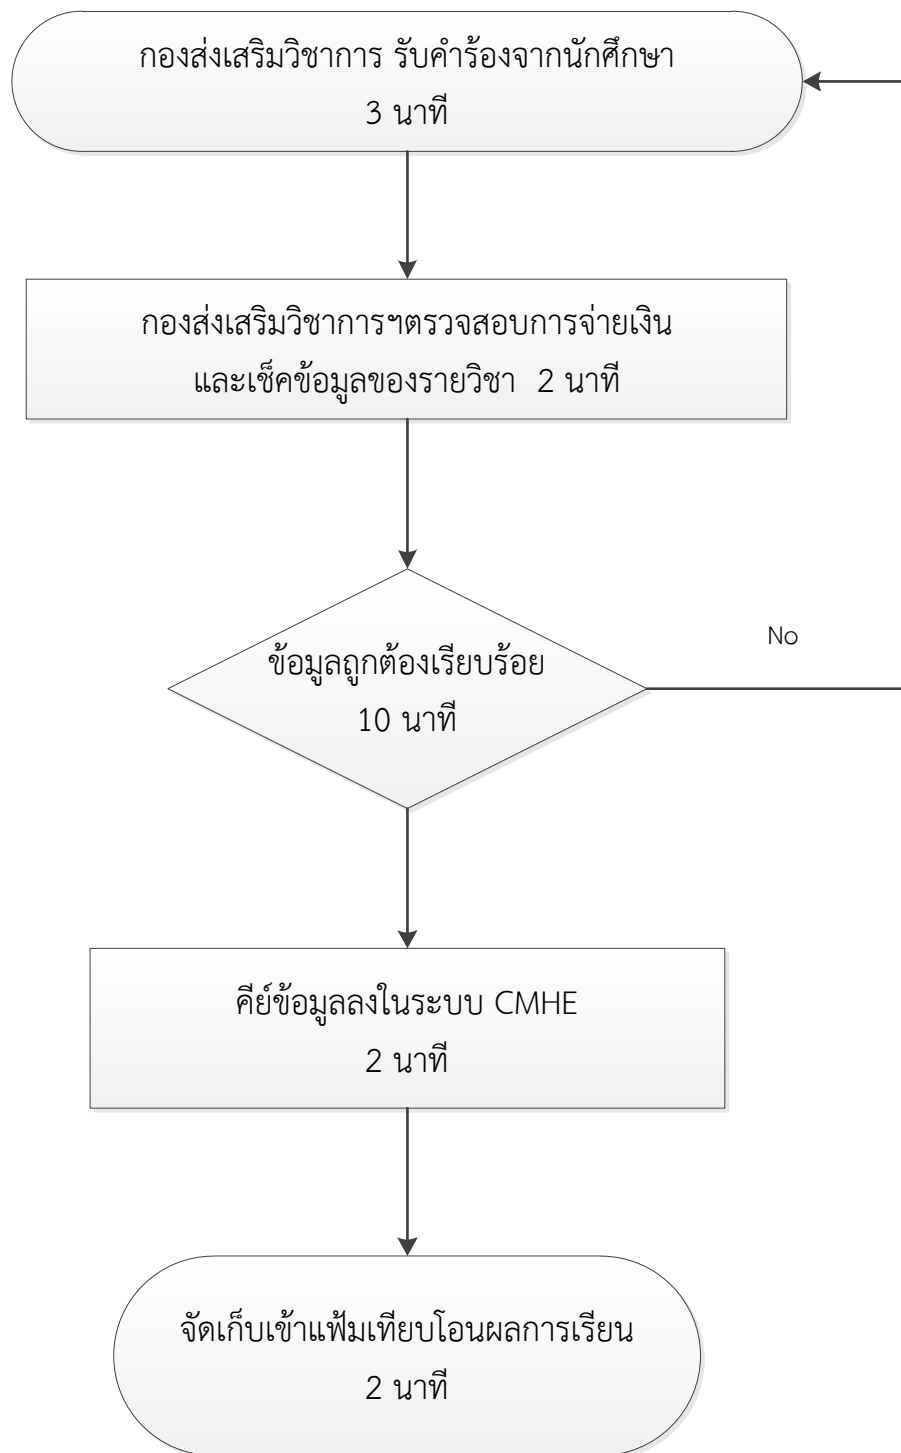 กองส่งเสริมวิชาการ รับคำร้องจากนักศึกษา
3 นาที
กองส่งเสริมวิชาการฯตรวจสอบการจ่ายเงิน
และเช็คข้อมูลของรายวิชา 2 นาที
ข้อมูลถูกต้องเรียบร้อย
10 นาที
No
คีย์ข้อมูลลงในระบบ CMHE
2 นาที
จัดเก็บเข้าแฟ้มเทียบโอนผลการเรียน
2 นาที